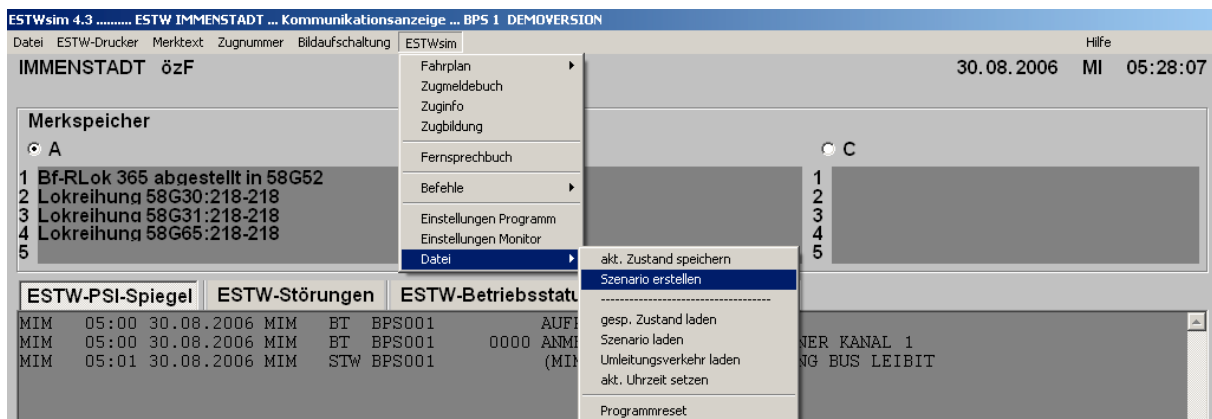 ESTWsim 4.3 .......... ESTW IMMENSTADT ... Kommunikationsanzeige ... BPS 1 DEMOVERSION
Datei ESTW-Drucker Merktext Zugnummer Bildaufschaltung ESTWsim Hilfe
IMMENSTADT özF 30.08.2006 MI 05:28:07
Fahrplan
Zugmeldebuch
Zuginfo
Zugbildung
Fernsprechbuch
Befehle
Einstellungen Programm
Einstellungen Monitor
Datei
akt. Zustand speichern
Szenario erstellen
----------------------------------
gesp. Zustand laden
Szenario laden
Umleitungsverkehr laden
akt. Uhrzeit setzen
Programmreset
Merkspeicher
A
1 Bf-RLok 365 abgestellt in 58G52
2 Lokreihung 58G30:218-218
3 Lokreihung 58G31:218-218
4 Lokreihung 58G65:218-218
5
C
1
2
3
4
5
ESTW-PSI-Spiegel ESTW-Störungen ESTW-Betriebsstatu
MIM 05:00 30.08.2006 MIM BT BPS001
MIM 05:00 30.08.2006 MIM BT BPS001 0000 ANM NER KANAL 1
MIM 05:01 30.08.2006 MIM STW BPS001 NG BUS LEIBIT